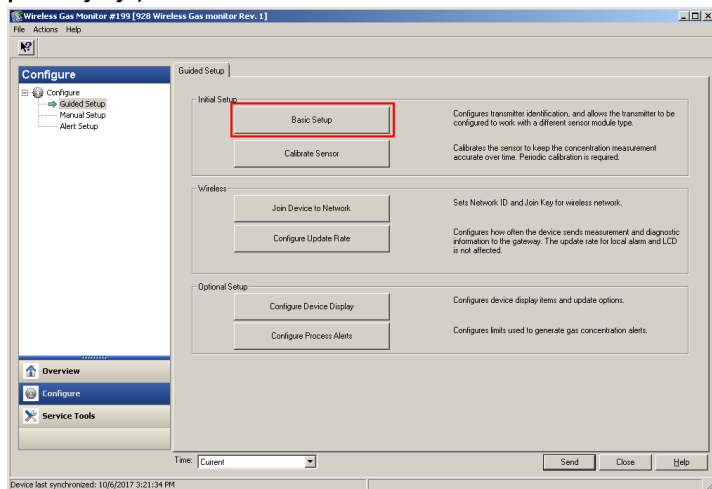 Wireless Gas Monitor #199 [928 Wireless Gas monitor Rev. 1]
File Actions Help
Configure
Configure
Guided Setup
Manual Setup
Alert Setup
Overview
Configure
Service Tools
Guided Setup
Initial Setup
Basic Setup
Configures transmitter identification, and allows the transmitter to be
configured to work with a different sensor module type.
Calibrate Sensor
Calibrates the sensor to keep the concentration measurement
accurate over time. Periodic calibration is required.
Wireless
Join Device to Network
Sets Network ID and Join Key for wireless network.
Configure Update Rate
Configures how often the device sends measurement and diagnostic
information to the gateway. The update rate for local alarm and LCD
is not affected.
Optional Setup
Configure Device Display
Configures device display items and update options.
Configure Process Alerts
Configures limits used to generate gas concentration alerts.
Time: Current
Send Close Help
Device last synchronized: 10/6/2017 3:21:34 PM